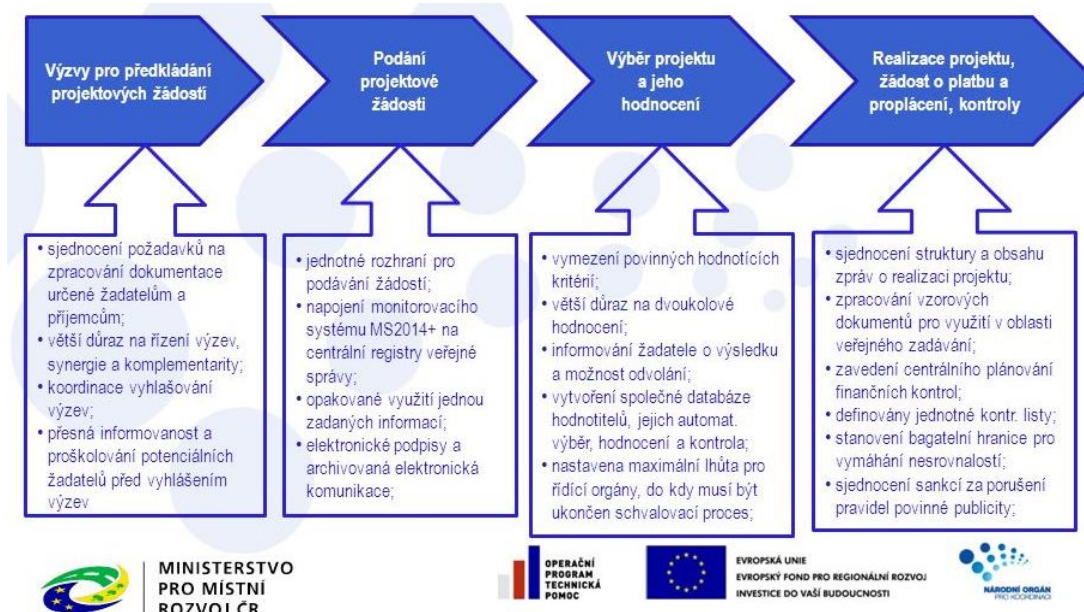 Výzvy pro předkládání
projektových žádostí
Podání
projektové
žádosti
Výběr projektu
a jeho
hodnocení
Realizace projektu,
žádost o platbu a
proplácení, kontroly
• sjednocení požadavků na
zpracování dokumentace
určené žadatelům a
příjemcům;
• větší důraz na řízení výzev,
synergie a komplementarity;
• koordinace vyhlašování
výzev;
• přesná informovanost a
proškolování potenciálních
žadatelů před vyhlášením
výzev
• jednotné rozhraní pro
podávání žádostí;
• napojení monitorovacího
systému MS2014+ na
centrální registry veřejné
správy;
• opakované využití jednou
zadaných informací;
• elektronické podpisy a
archivovaná elektronická
komunikace;
• vymezení povinných hodnotících
kritérií;
• větší důraz na dvoukolové
hodnocení;
• informování žadatele o výsledku
a možnost odvolání;
• vytvoření společné databáze
hodnotitelů, jejich automat.
výběr, hodnocení a kontrola;
• nastavena maximální lhůta pro
řídící orgány, do kdy musí být
ukončen schvalovací proces;
• sjednocení struktury a obsahu
zpráv o realizaci projektu;
• zpracování vzorových
dokumentů pro využití v oblasti
veřejného zadávání;
• zavedení centrálního plánování
finančních kontrol;
• definovány jednotné kontr. listy;
• stanovení bagatelní hranice pro
vymáhání nesrovnalostí;
• sjednocení sankcí za porušení
pravidel povinné publicity;
MINISTERSTVO
PRO MÍSTNÍ
ROZVOJ ČR
OPERAČNÍ
PROGRAM
TECHNICKÁ
POMOC
EVROPSKÁ UNIE
EVROPSKÝ FOND PRO REGIONÁLNÍ ROZVOJ
INVESTICE DO VAŠÍ BUDOUCNOSTI
NÁRODNÍ ORGÁN
PRO KOORDINACI